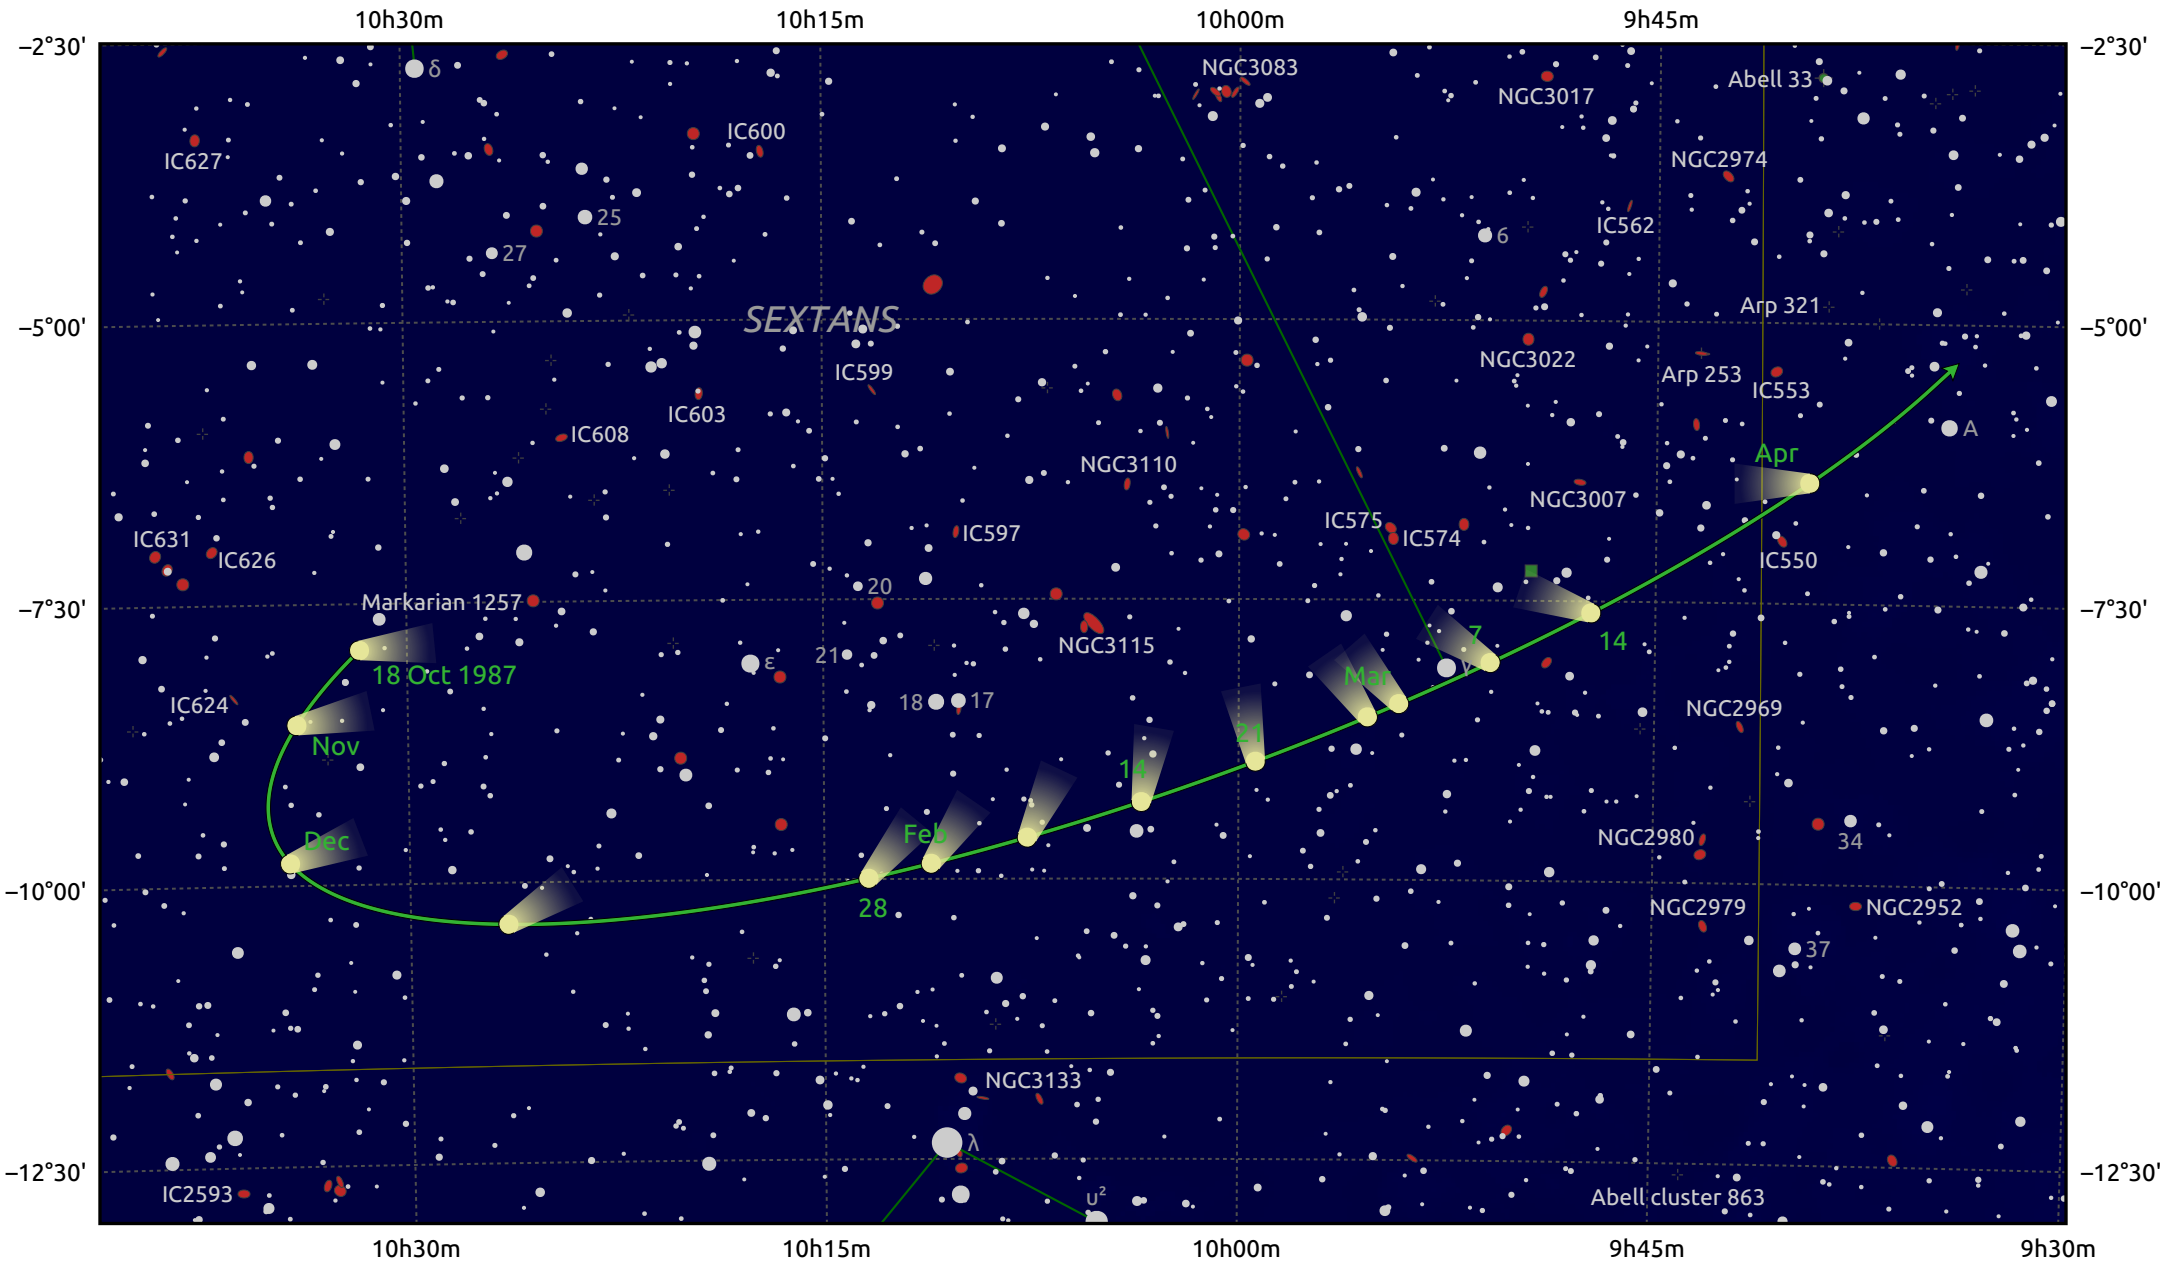 10h30m 10h15m 10h00m 9h45m
−2°30' −2°30'
δ
NGC3083
NGC3017
Abell 33
IC600
IC627
NGC2974
25
IC562
6
27
Arp 321
SEXTANS
−5°00' −5°00'
NGC3022
IC599
Arp 253
IC553
IC603
A
IC608
Apr
NGC3110
NGC3007
IC575
IC597
IC574
IC631
IC626
IC550
20
Markarian 1257
−7°30' −7°30'
7
14
NGC3115
21
ε
γ
18 Oct 1987
Mar
18 17
IC624
NGC2969
21
Nov
14
Feb
NGC2980
Dec
34
−10°00' −10°00'
28
NGC2979
NGC2952
37
NGC3133
λ
−12°30' −12°30'
IC2593
υ²
Abell cluster 863
10h30m 10h15m 10h00m 9h45m 9h30m